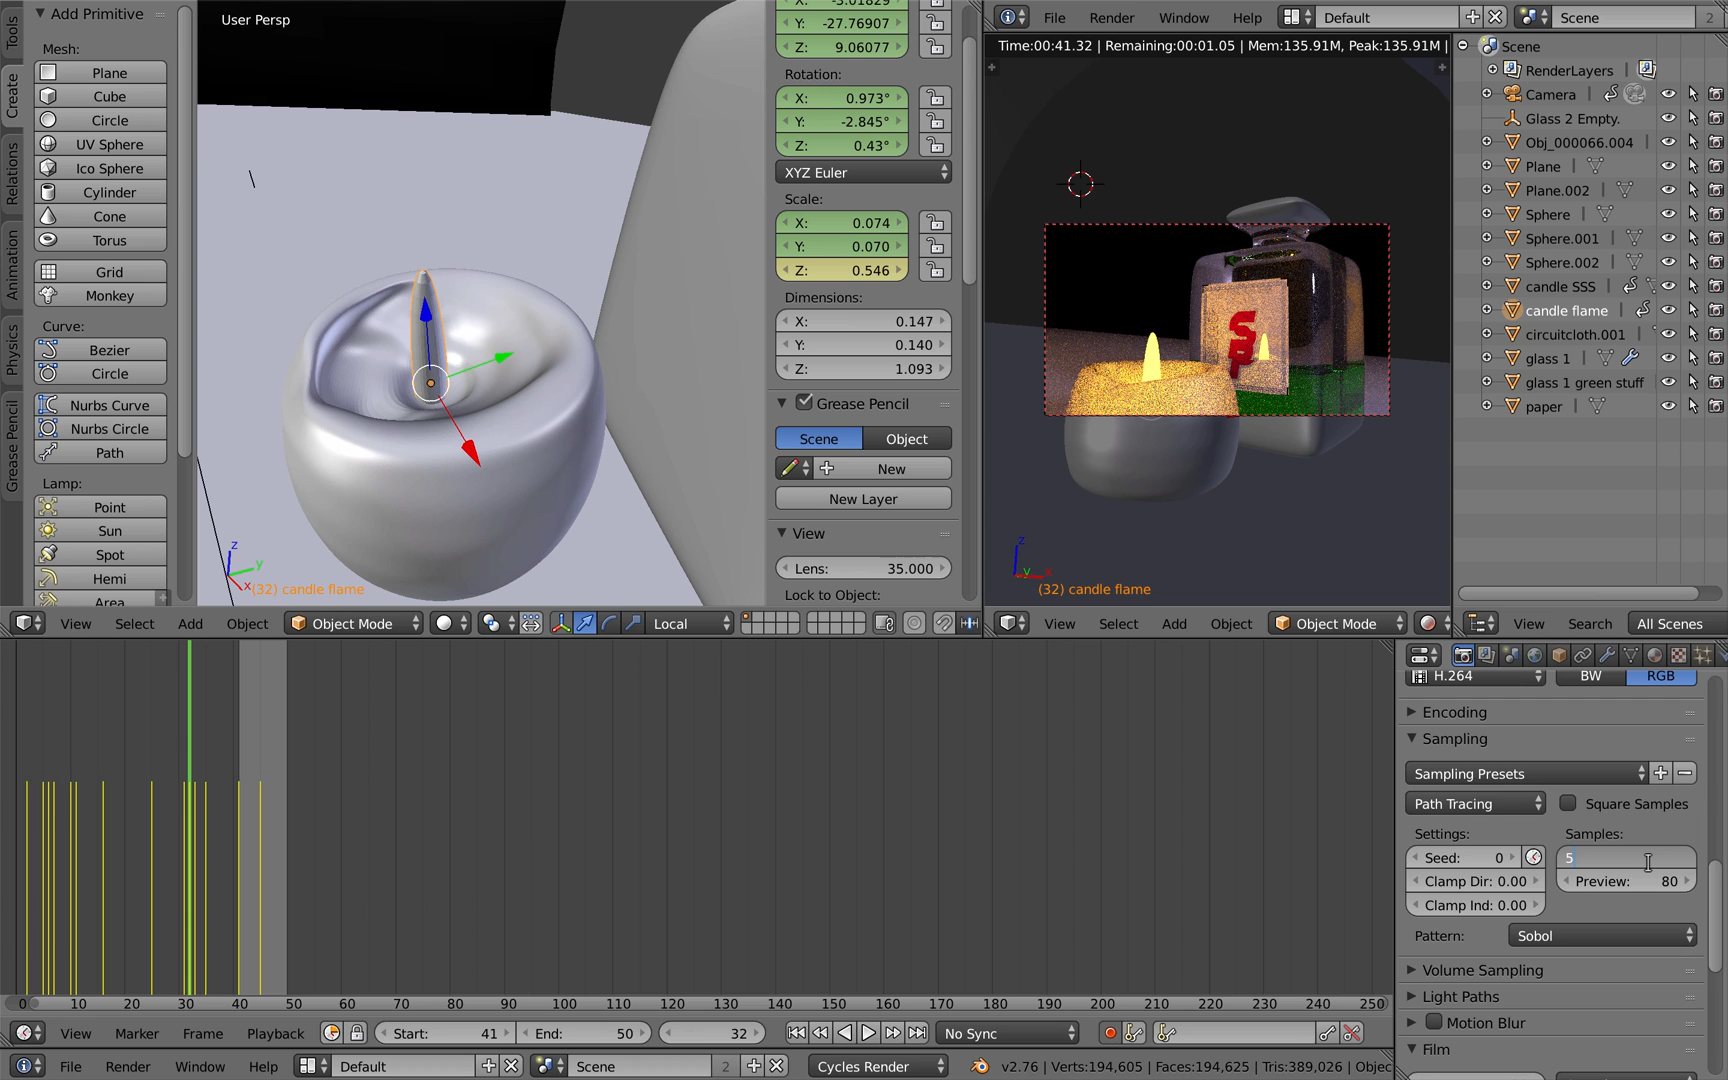 Tools
Create
Relations
Animation
Physics
Grease Pencil
Add Primitive
Mesh:
Plane
Cube
Circle
UV Sphere
Ico Sphere
Cylinder
Cone
Torus
Grid
Monkey
Curve:
Bezier
Circle
Nurbs Curve
Nurbs Circle
Path
Lamp:
Point
Sun
Spot
Hemi
Area
User Persp
z
y
x
(32) candle flame
X: -3.01829
Y: -27.76907
Z: 9.06077
Rotation:
X: 0.973°
Y: -2.845°
Z: 0.43°
XYZ Euler
Scale:
X: 0.074
Y: 0.070
Z: 0.546
Dimensions:
X: 0.147
Y: 0.140
Z: 1.093
Grease Pencil
Scene Object
New
New Layer
View
Lens: 35.000
Lock to Object:
View Select Add Object Object Mode Local
File Render Window Help Default Scene 2
Time:00:41.32 | Remaining:00:01.05 | Mem:135.91M, Peak:135.91M |
S
P
z
y
x
(32) candle flame
View Select Add Object Object Mode
Scene
RenderLayers |
Camera |
Glass 2 Empty.
Obj_000066.004
Plane |
Plane.002 |
Sphere |
Sphere.001 |
Sphere.002 |
candle SSS |
candle flame |
circuitcloth.001
glass 1 |
glass 1 green stuff
paper |
View Search All Scenes
H.264 BW RGB
Encoding
Sampling
Sampling Presets
Path Tracing Square Samples
Settings: Samples:
Seed: 0 5
Clamp Dir: 0.00 Preview: 80
Clamp Ind: 0.00
Pattern: Sobol
Volume Sampling
Light Paths
Motion Blur
Film
0 10 20 30 40 50 60 70 80 90 100 110 120 130 140 150 160 170 180 190 200 210 220 230 240 250
View Marker Frame Playback Start: 41 End: 50 32 No Sync
File Render Window Help Default Scene 2 Cycles Render v2.76 | Verts:194,605 | Faces:194,625 | Tris:389,026 | Objec